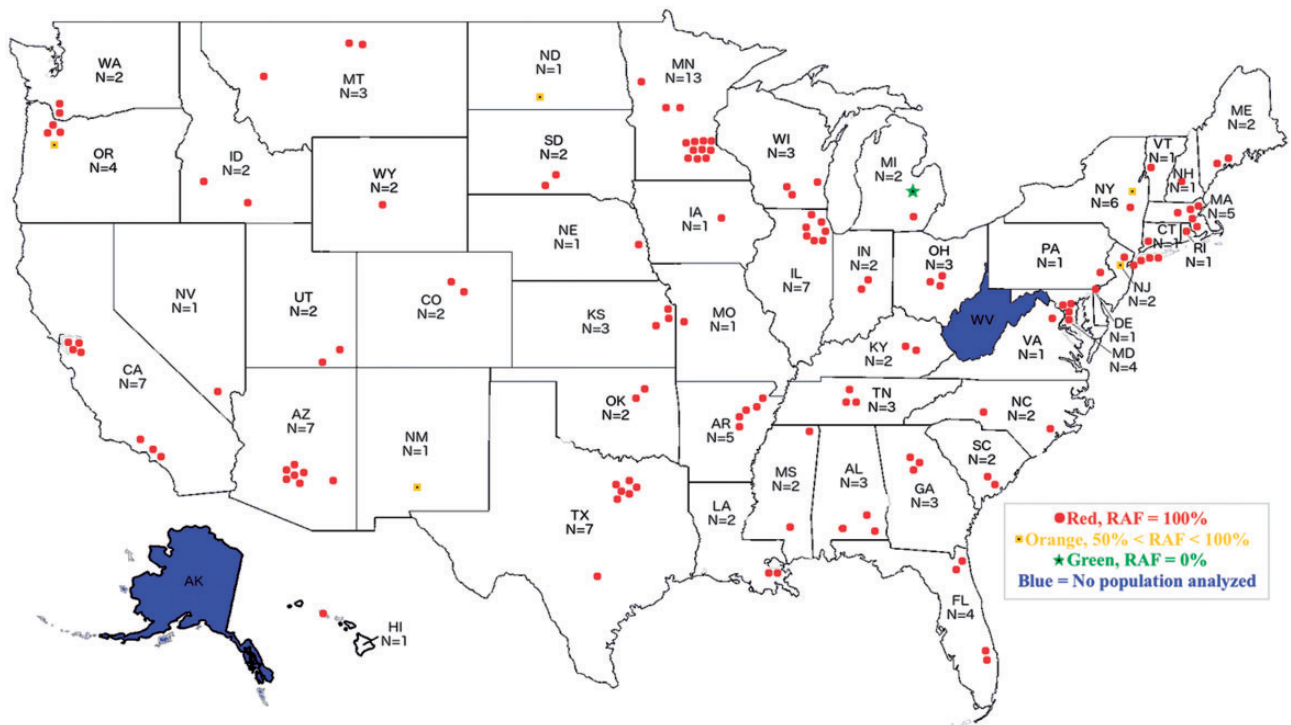 WA
N=2
MT
N=3
ND
N=1
MN
N=13
ME
N=2
OR
N=4
ID
N=2
WY
N=2
SD
N=2
WI
N=3
MI
N=2
VT
N=1
NH
N=1
NY
N=6
MA
N=5
CT
N=1
RI
N=1
NE
N=1
IA
N=1
PA
N=1
NJ
N=2
NV
N=1
UT
N=2
CO
N=2
KS
N=3
MO
N=1
IL
N=7
IN
N=2
OH
N=3
WV
DE
N=1
MD
N=4
VA
N=1
KY
N=2
CA
N=7
AZ
N=7
NM
N=1
OK
N=2
AR
N=5
TN
N=3
NC
N=2
SC
N=2
MS
N=2
AL
N=3
GA
N=3
TX
N=7
LA
N=2
FL
N=4
AK
HI
N=1
Red, RAF = 100%
Orange, 50% < RAF < 100%
Green, RAF = 0%
Blue = No population analyzed